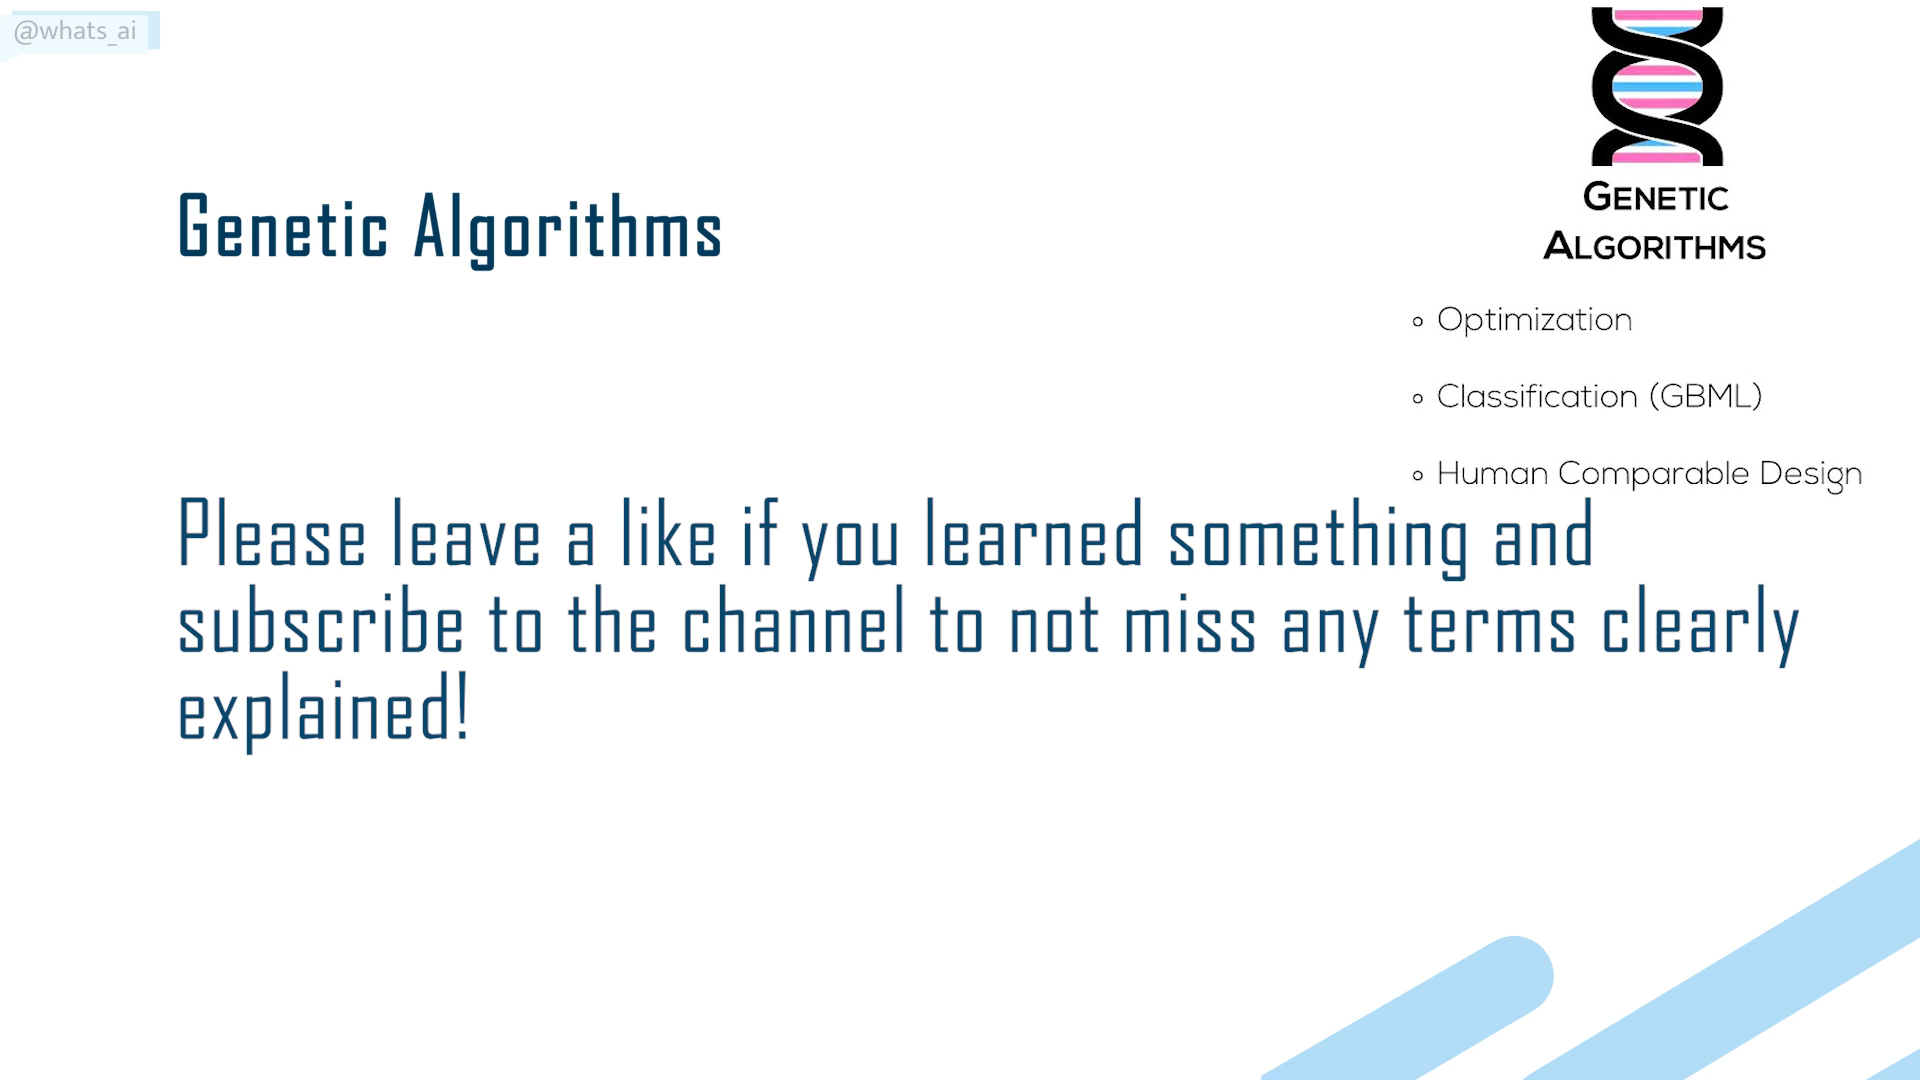 @whats_ai
Genetic
Algorithms
Genetic Algorithms
Optimization
Classification (GBML)
Human Comparable Design
Please leave a like if you learned something and
subscribe to the channel to not miss any terms clearly
explained!